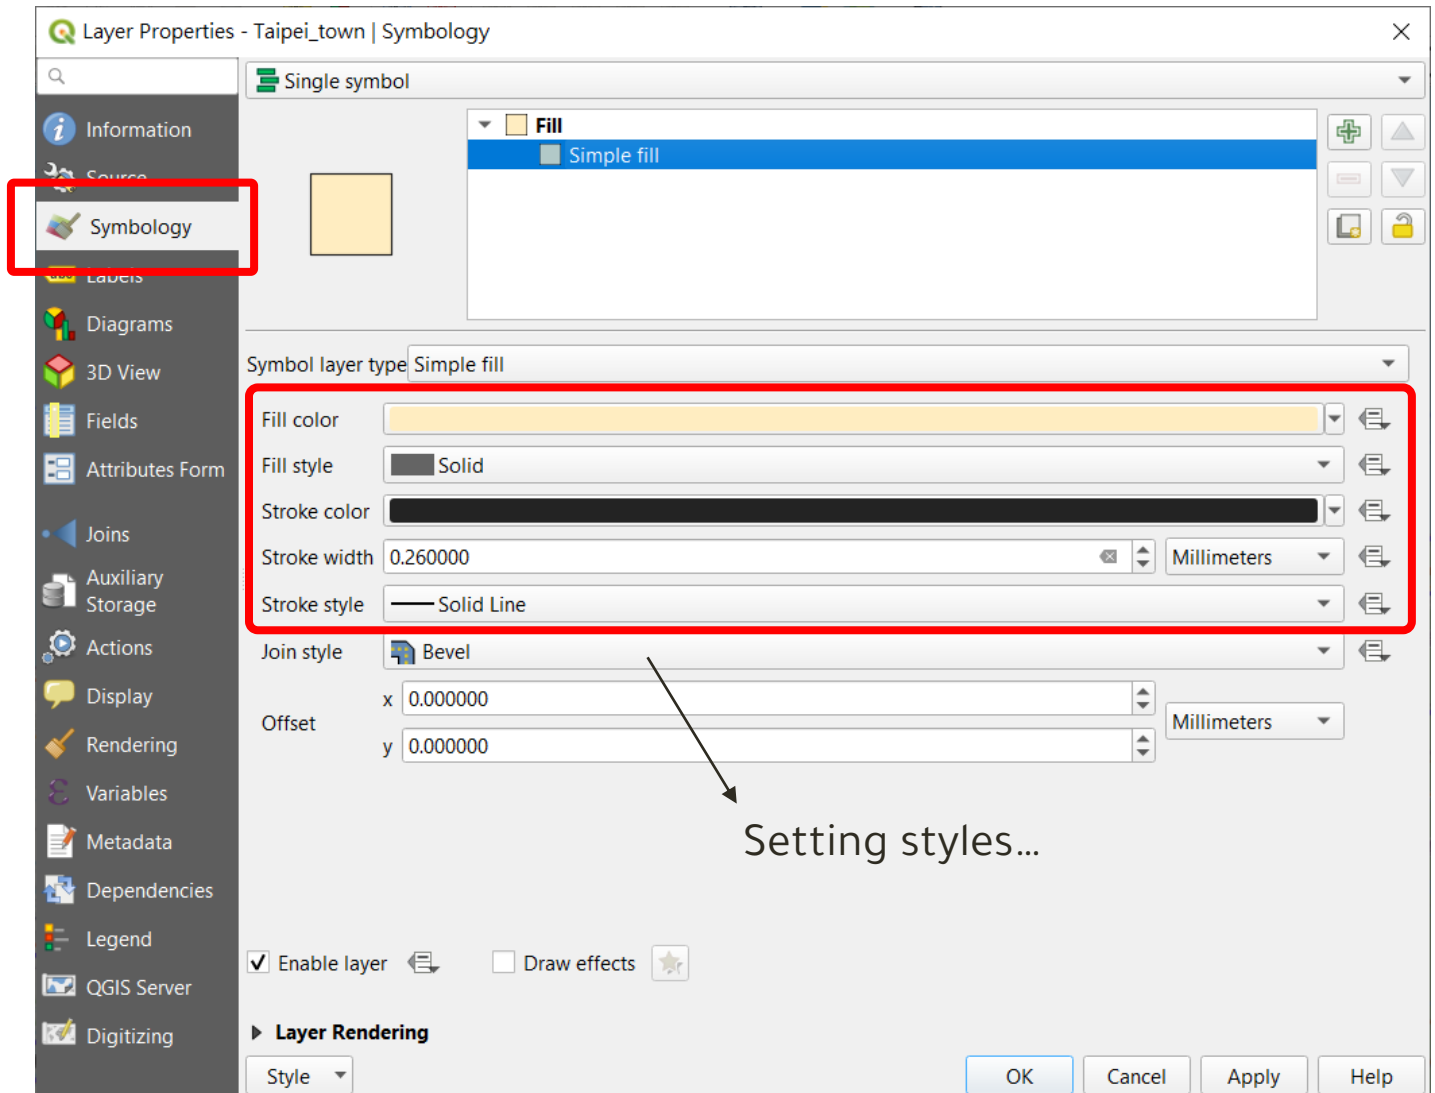 Layer Properties - Taipei_town | Symbology
Single symbol
Information
Source
Symbology
Labels
Diagrams
3D View
Fields
Attributes Form
Joins
Auxiliary
Storage
Actions
Display
Rendering
Variables
Metadata
Dependencies
Legend
QGIS Server
Digitizing
Fill
Simple fill
Symbol layer type Simple fill
Fill color
Fill style Solid
Stroke color
Stroke width 0.260000 Millimeters
Stroke style Solid Line
Join style Bevel
Offset
x 0.000000
y 0.000000
Millimeters
Setting styles...
Enable layer Draw effects
Layer Rendering
Style OK Cancel Apply Help